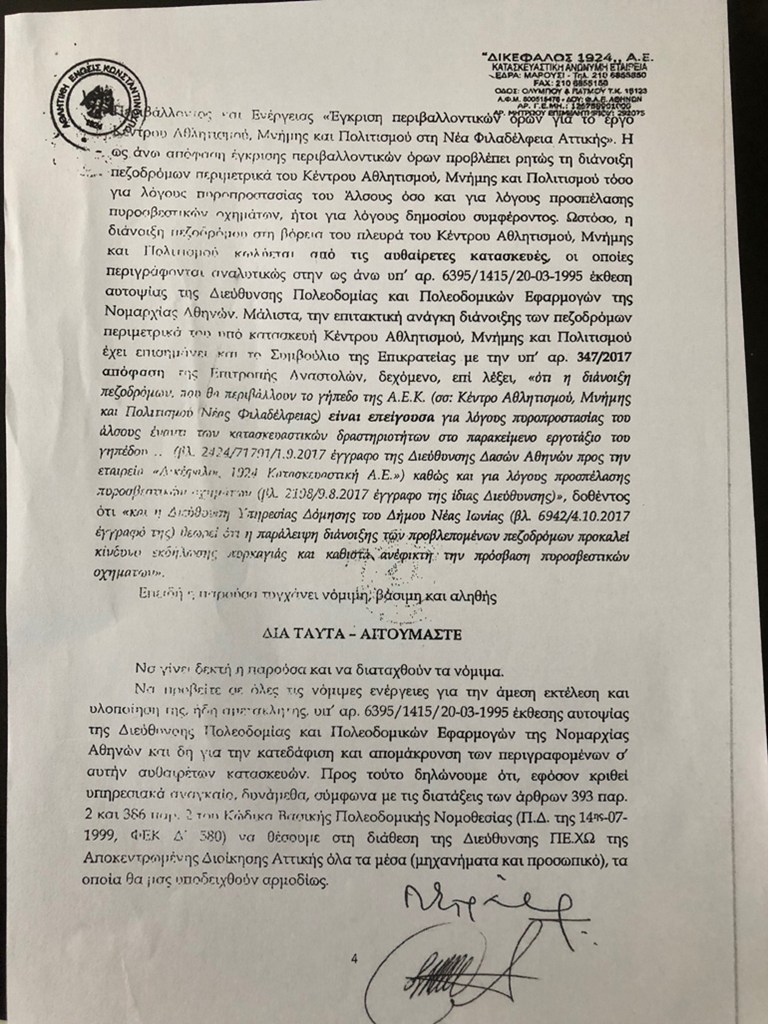 ΑΘΛΗΤΙΚΗ ΕΝΩΣΙΣ ΚΩΝΣΤΑΝΤΙΝΟΥΠΟΛΕΩΣ
1924
"ΔΙΚΕΦΑΛΟΣ 1924,, Α.Ε.
ΚΑΤΑΣΚΕΥΑΣΤΙΚΗ ΑΝΩΝΥΜΗ ΕΤΑΙΡΕΙΑ
ΕΔΡΑ: ΜΑΡΟΥΣΙ - Τηλ. 210 6855350
FAX: 210 6855150
ΟΔΟΣ: ΟΛΥΜΠΟΥ & ΠΑΤΜΟΥ Τ.Κ. 15123
Περιβάλλοντος και Ενέργειας «Έγκριση περιβαλλοντικών όρων για το έργο
Κέντρου Αθλητισμού, Μνήμης και Πολιτισμού στη Νέα Φιλαδέλφεια Αττικής». Η
ως άνω απόφαση έγκρισης περιβαλλοντικών όρων προβλέπει ρητώς τη διάνοιξη
πεζοδρόμων περιμετρικά του Κέντρου Αθλητισμού, Μνήμης και Πολιτισμού τόσο
για λόγους πυροπροστασίας του Άλσους όσο και για λόγους προσπέλασης
πυροσβεστικών οχημάτων, ήτοι για λόγους δημοσίου συμφέροντος. Ωστόσο, η
διάνοιξη πεζοδρόμου στη βόρεια του πλευρά του Κέντρου Αθλητισμού, Μνήμης
και Πολιτισμού κωλύεται από τις αυθαίρετες κατασκευές, οι οποίες
περιγράφονται αναλυτικώς στην ως άνω υπ' αρ. 6395/1415/20-03-1995 έκθεση
αυτοψίας της Διεύθυνσης Πολεοδομίας και Πολεοδομικών Εφαρμογών της
Νομαρχίας Αθηνών. Μάλιστα, την επιτακτική ανάγκη διάνοιξης των πεζοδρόμων
περιμετρικά του υπό κατασκευή Κέντρου Αθλητισμού, Μνήμης και Πολιτισμού
έχει επισημάνει και το Συμβούλιο της Επικρατείας με την υπ' αρ. 347/2017
απόφαση της Επιτροπής Αναστολών, δεχόμενο, επί λέξει, «ότι η διάνοιξη
πεζοδρόμων, που θα περιβάλλουν το γήπεδο της Α.Ε.Κ. (σσ: Κέντρο Αθλητισμού, Μνήμης
και Πολιτισμού Νέας Φιλαδέλφειας) είναι επείγουσα για λόγους πυροπροστασίας του
άλσους έναντι των κατασκευαστικών δραστηριοτήτων στο παρακείμενο εργοτάξιο του
γηπέδου .. (βλ. 2424/71791/1.9.2017 έγγραφο της Διεύθυνσης Δασών Αθηνών προς την
εταιρεία «Δικέφαλος 1924 Κατασκευαστική Α.Ε.») καθώς και για λόγους προσπέλασης
πυροσβεστικών οχημάτων (βλ. 2198/9.8.2017 έγγραφο της ίδιας Διεύθυνσης)», δοθέντος
ότι «και η Διεύθυνση Υπηρεσίας Δόμησης του Δήμου Νέας Ιωνίας (βλ. 6942/4.10.2017
έγγραφό της) θεωρεί ότι η παράλειψη διάνοιξης των προβλεπομένων πεζοδρόμων προκαλεί
κίνδυνο εκδήλωσης πυρκαγιάς και καθιστά ανέφικτη την πρόσβαση πυροσβεστικών
οχημάτων».
Επειδή η παρούσα τυγχάνει νόμιμη, βάσιμη και αληθής
ΔΙΑ ΤΑΥΤΑ – ΑΙΤΟΥΜΑΣΤΕ
Να γίνει δεκτή η παρούσα και να διαταχθούν τα νόμιμα.
Να προβείτε σε όλες τις νόμιμες ενέργειες για την άμεση εκτέλεση και
υλοποίηση της, ήδη αμετάκλητης, υπ' αρ. 6395/1415/20-03-1995 έκθεσης αυτοψίας
της Διεύθυνσης Πολεοδομίας και Πολεοδομικών Εφαρμογών της Νομαρχίας
Αθηνών και δη για την κατεδάφιση και απομάκρυνση των περιγραφομένων σ'
αυτήν αυθαιρέτων κατασκευών. Προς τούτο δηλώνουμε ότι, εφόσον κριθεί
υπηρεσιακά αναγκαίο, δυνάμεθα, σύμφωνα με τις διατάξεις των άρθρων 393 παρ.
2 και 386 παρ. 2 του Κώδικα Βασικής Πολεοδομικής Νομοθεσίας (Π.Δ. της 14ης-07-
1999, ΦΕΚ Δ' 580) να θέσουμε στη διάθεση της Διεύθυνσης ΠΕ.ΧΩ της
Αποκεντρωμένης Διοίκησης Αττικής όλα τα μέσα (μηχανήματα και προσωπικό), τα
οποία θα μας υποδειχθούν αρμοδίως.
4